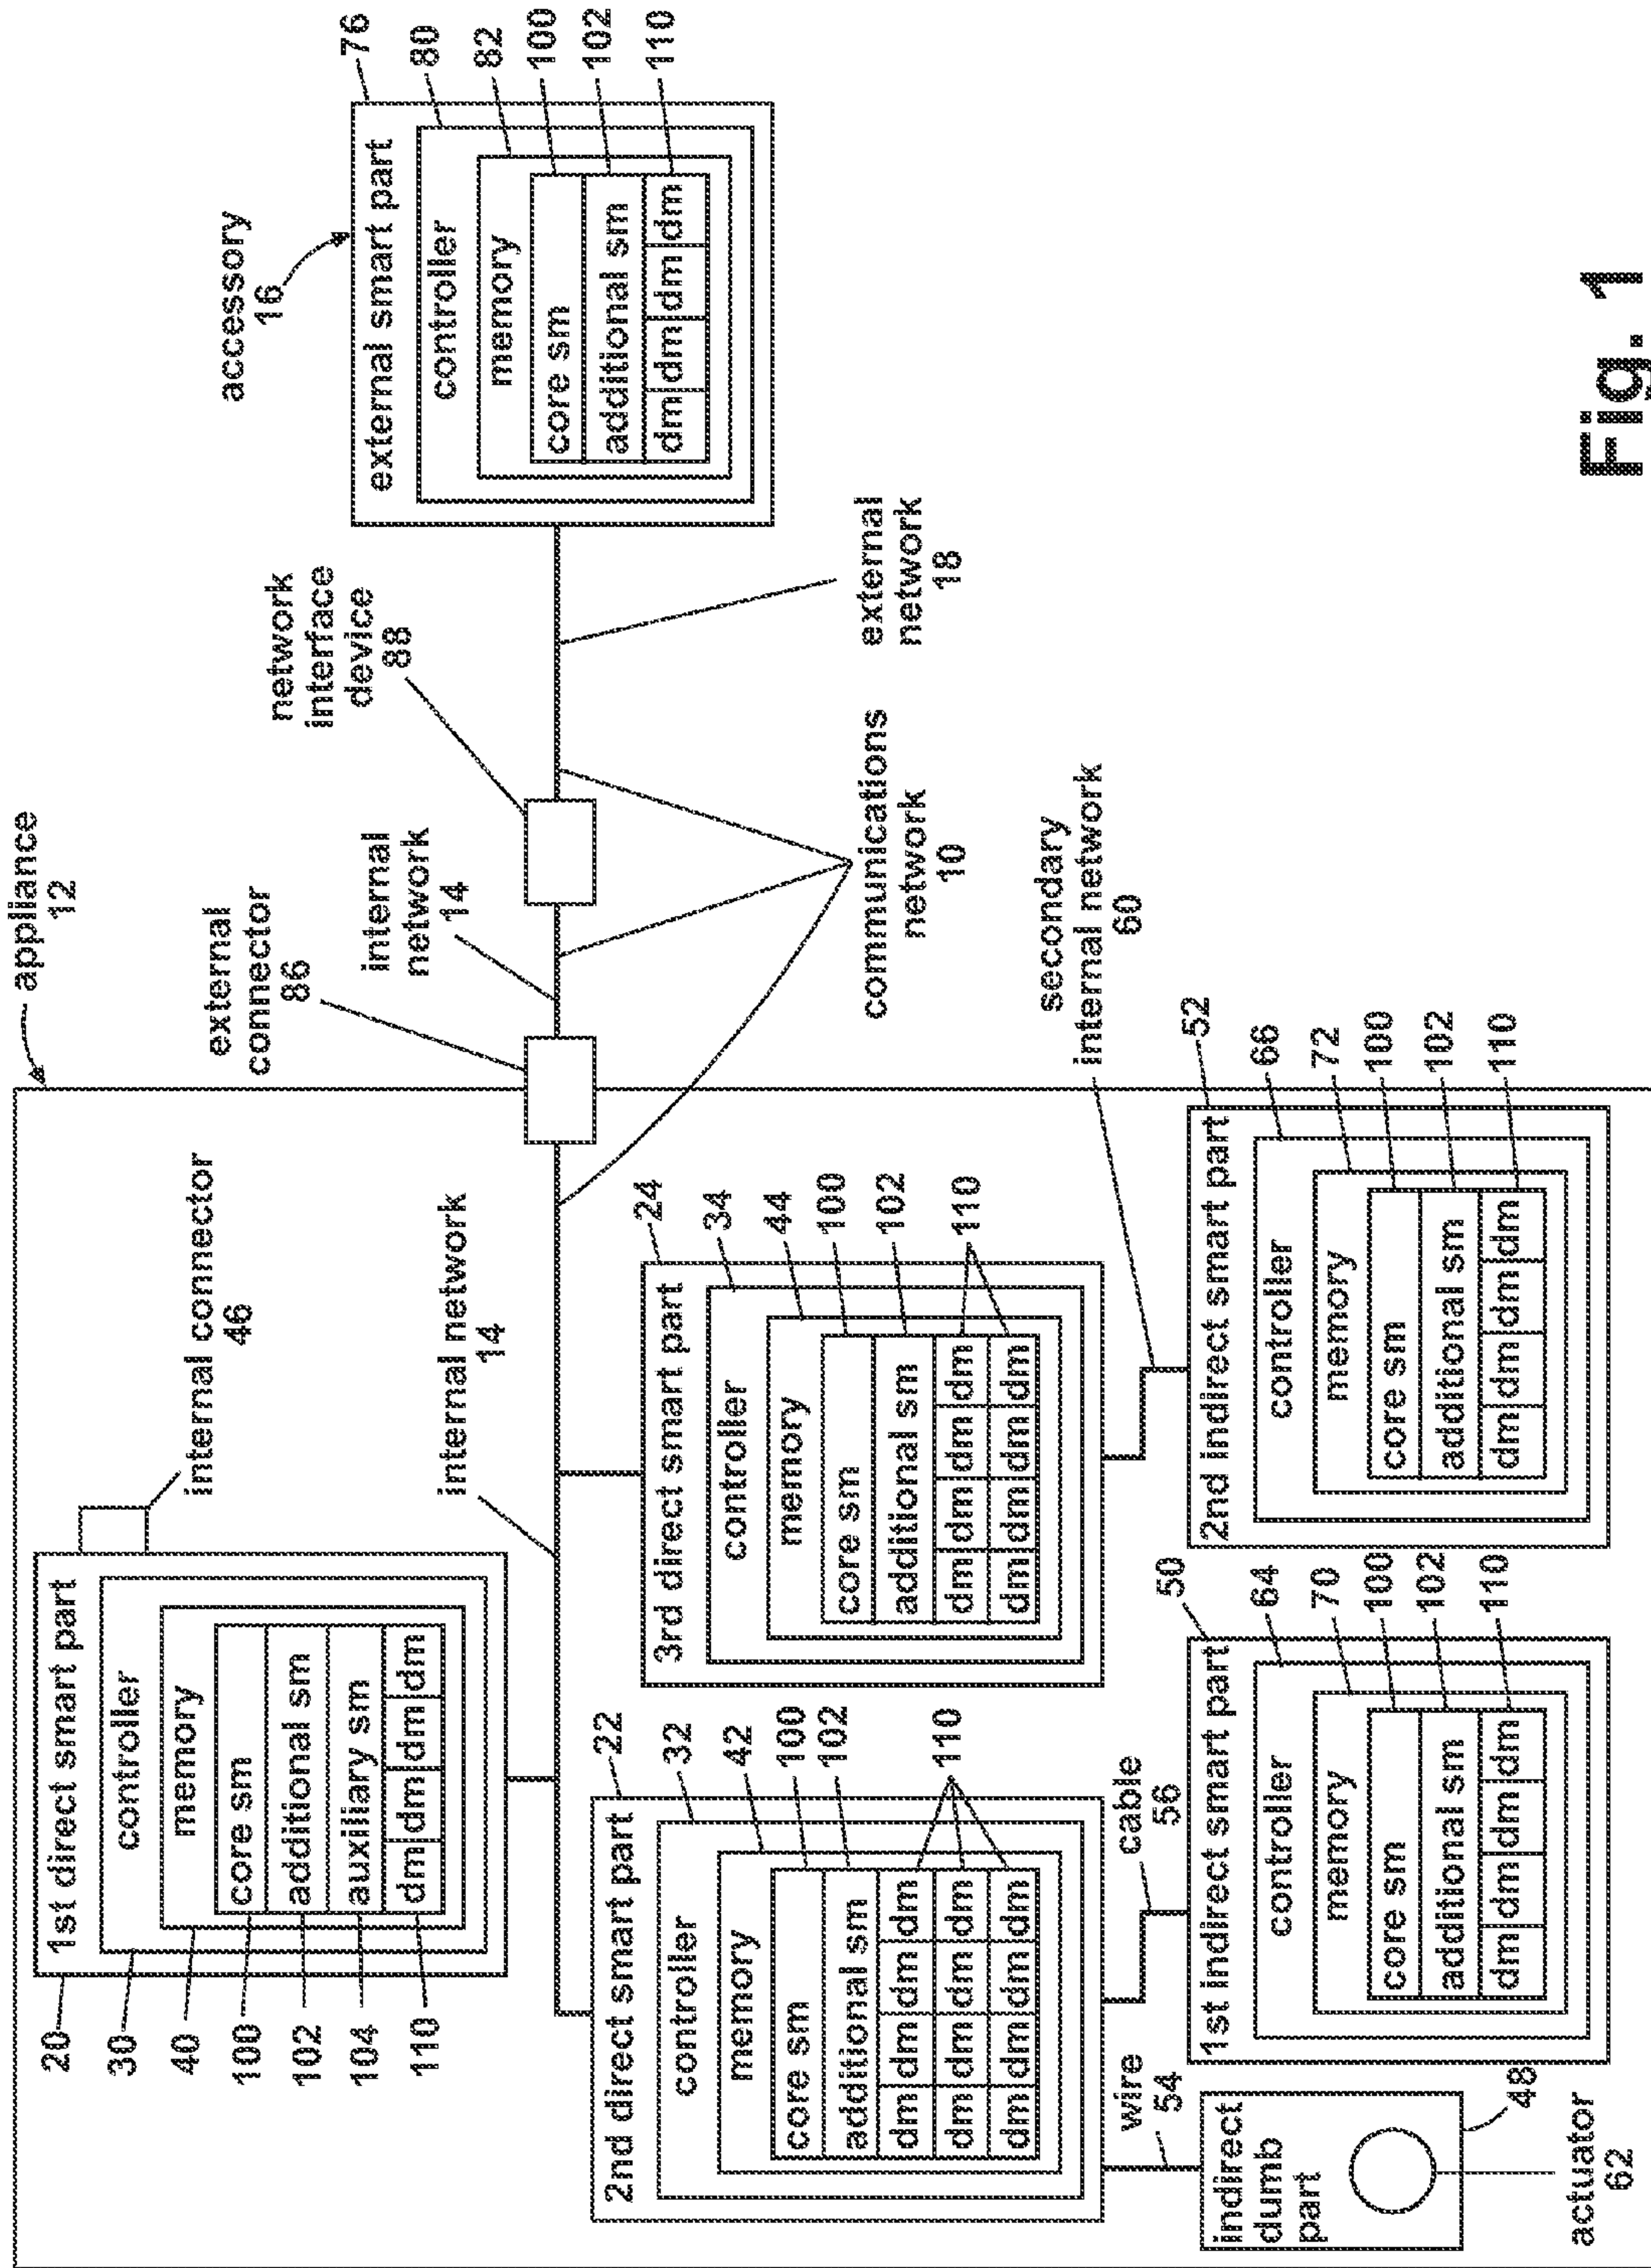 appliance
12
1st direct smart part
controller
memory
core sm
additional sm
auxiliary sm
dm dm dm dm
20
30
40
100
102
104
110
internal connector
46
internal network
14
external
connector
86
internal
network
14
network
interface
device
88
accessory
16
external smart part
controller
memory
core sm
additional sm
dm dm dm dm
76
80
82
100
102
110
external
network
18
communications
network
10
2nd direct smart part
controller
memory
core sm
additional sm
dm dm dm dm
dm dm dm dm
dm dm dm dm
22
32
42
100
102
110
3rd direct smart part
controller
memory
core sm
additional sm
dm dm dm dm
dm dm dm dm
24
34
44
100
102
110
secondary
internal network
60
wire
54
cable
56
indirect
dumb
part
48
actuator
62
1st indirect smart part
controller
memory
core sm
additional sm
dm dm dm dm
50
64
70
100
102
110
2nd indirect smart part
controller
memory
core sm
additional sm
dm dm dm dm
52
66
72
100
102
110
Fig. 1